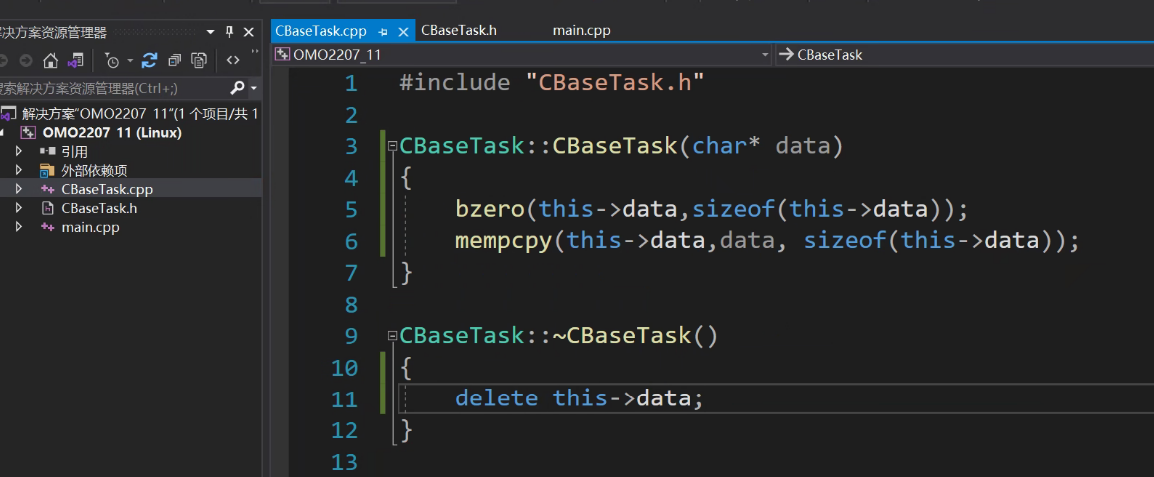 解决方案资源管理器
CBaseTask.cpp
CBaseTask.h
main.cpp
OMO2207_11
CBaseTask
搜索解决方案资源管理器(Ctrl+;)
解决方案"OMO2207_11"(1 个项目/共 1
OMO2207_11 (Linux)
引用
外部依赖项
CBaseTask.cpp
CBaseTask.h
main.cpp
1 #include "CBaseTask.h"
2
3 CBaseTask::CBaseTask(char* data)
4 {
5 bzero(this->data,sizeof(this->data));
6 mempcpy(this->data,data, sizeof(this->data));
7 }
8
9 CBaseTask::~CBaseTask()
10 {
11 delete this->data;
12 }
13